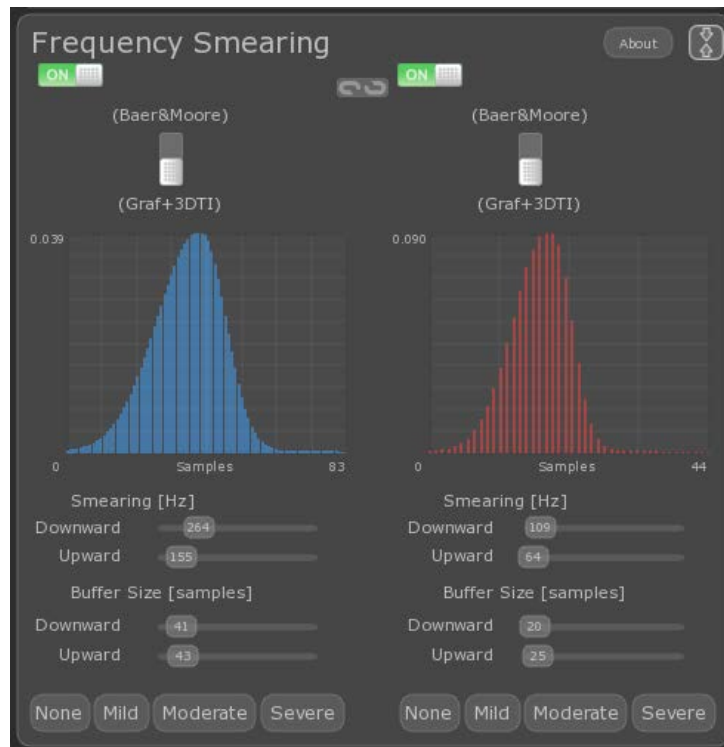 Frequency Smearing
About
ON
ON
(Baer&Moore)
(Baer&Moore)
(Graf+3DTI)
(Graf+3DTI)
0.039
0.090
0 Samples 83
0 Samples 44
Smearing [Hz]
Smearing [Hz]
Downward 264
Downward 109
Upward 155
Upward 64
Buffer Size [samples]
Buffer Size [samples]
Downward 41
Downward 20
Upward 43
Upward 25
None Mild Moderate Severe
None Mild Moderate Severe